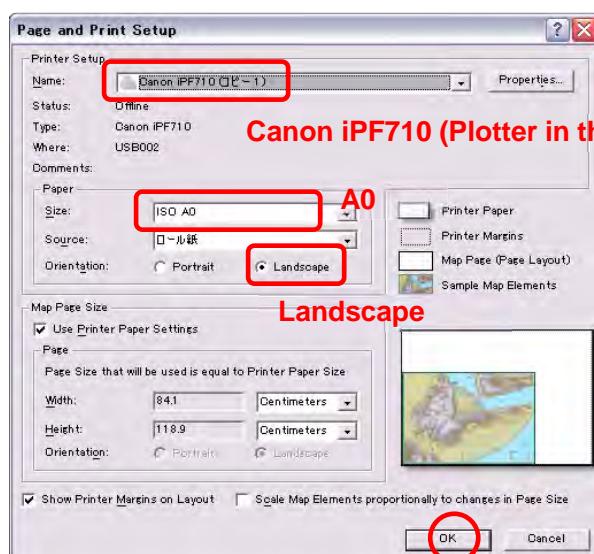 Page and Print Setup
Printer Setup
Name: Canon iPF710 (コピー 1) Properties...
Status: Offline
Type: Canon iPF710
Canon iPF710 (Plotter in th
Where: USB002
Comments:
Paper
A0
Size: ISO A0
Source: ロール紙
Orientation: Portrait Landscape
Landscape
Printer Paper
Printer Margins
Map Page (Page Layout)
Sample Map Elements
Map Page Size
Use Printer Paper Settings
Page
Page Size that will be used is equal to Printer Paper Size
Width: 84.1 Centimeters
Height: 118.9 Centimeters
Orientation: Portrait Landscape
Show Printer Margins on Layout Scale Map Elements proportionally to changes in Page Size
OK Cancel